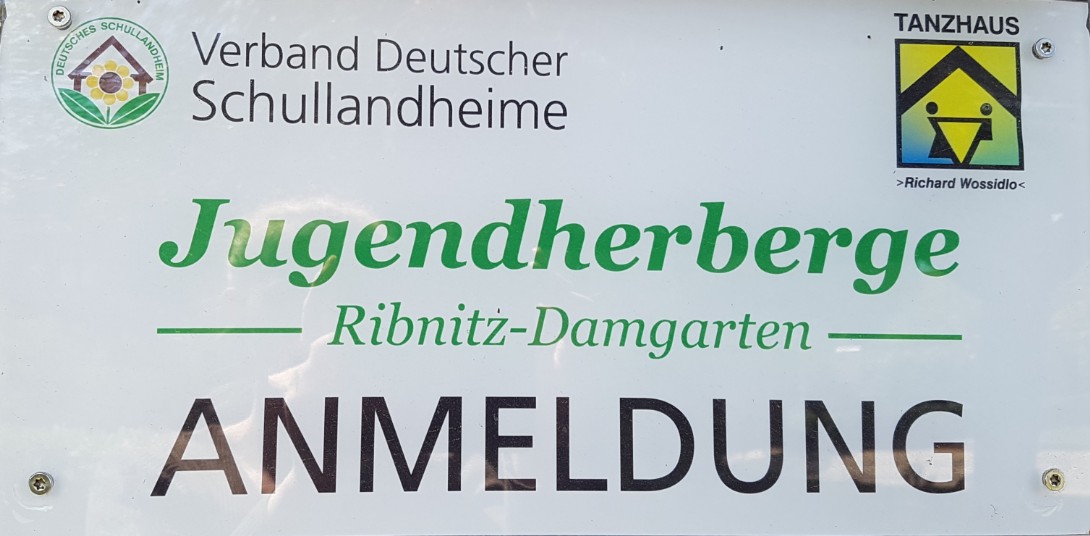 DEUTSCHES SCHULLANDHEIM
Verband Deutscher
Schullandheime
TANZHAUS
>Richard Wossidlo<
Jugendherberge
Ribnitz-Damgarten
ANMELDUNG